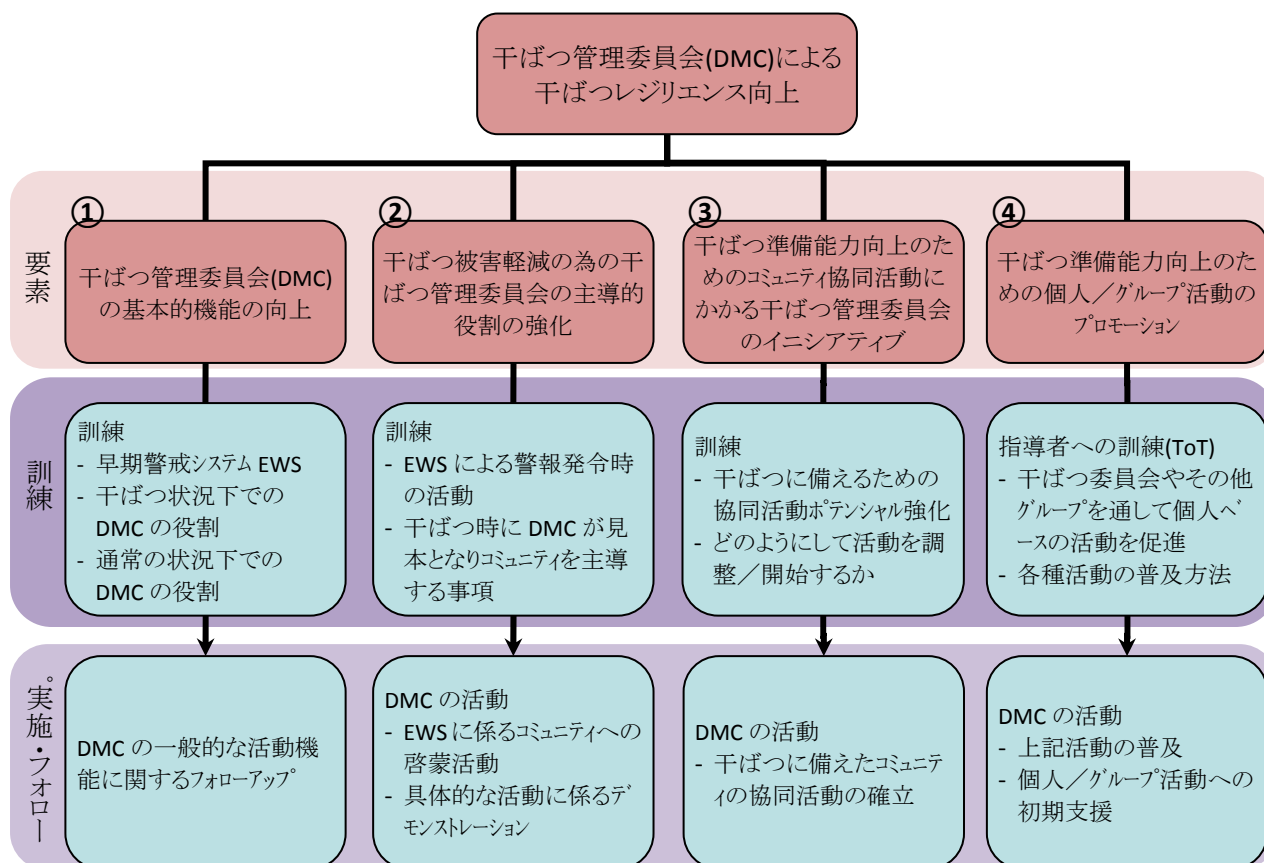 干ばつ管理委員会(DMC)による
干ばつレジリエンス向上
要素
①
干ばつ管理委員会(DMC)
の基本的機能の向上
②
干ばつ被害軽減の為の干
ばつ管理委員会の主導的
役割の強化
③
干ばつ準備能力向上のた
めのコミュニティ協同活動に
かかる干ばつ管理委員会
のイニシアティブ
④
干ばつ準備能力向上のた
めの個人／グループ活動の
プロモーション
訓練
訓練
- 早期警戒システム EWS
- 干ばつ状況下での
DMC の役割
- 通常の状況下での
DMC の役割
訓練
- EWS による警報発令時
の活動
- 干ばつ時に DMC が見
本となりコミュニティを主導
する事項
訓練
- 干ばつに備えるための
協同活動ポテンシャル強化
- どのようにして活動を調
整／開始するか
指導者への訓練(ToT)
- 干ばつ委員会やその他
グループを通して個人ベ
ースの活動を促進
- 各種活動の普及方法
実施・フォロー
DMC の一般的な活動機
能に関するフォローアップ
DMC の活動
- EWS に係るコミュニティへの
啓蒙活動
- 具体的な活動に係るデ
モンストレーション
DMC の活動
- 干ばつに備えたコミュニテ
ィの協同活動の確立
DMC の活動
- 上記活動の普及
- 個人／グループ活動への
初期支援